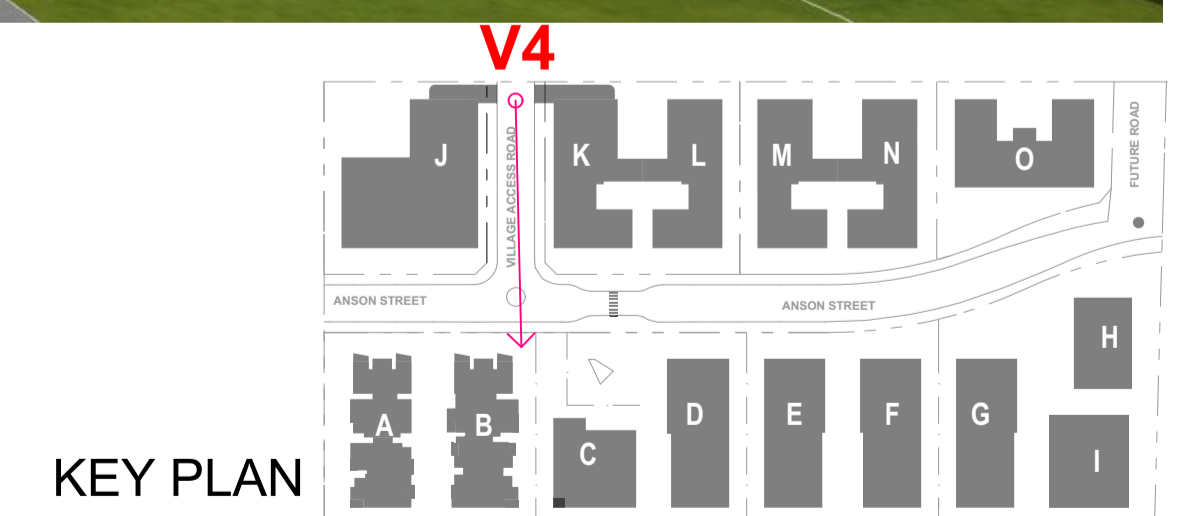 V4
J
K
L
M
N
O
VILLAGE ACCESS ROAD
FUTURE ROAD
ANSON STREET
ANSON STREET
H
A
B
C
D
E
F
G
I
KEY PLAN